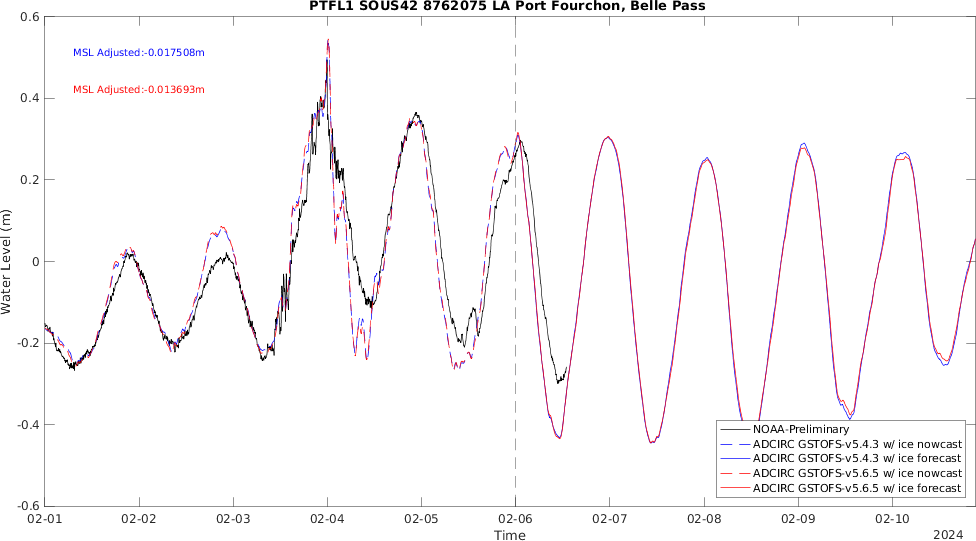 PTFL1 SOUS42 8762075 LA Port Fourchon, Belle Pass
MSL Adjusted:-0.017508m
MSL Adjusted:-0.013693m
Water Level (m)
0.6
0.4
0.2
0
-0.2
-0.4
-0.6
NOAA-Preliminary
ADCIRC GSTOFS-v5.4.3 w/ ice nowcast
ADCIRC GSTOFS-v5.4.3 w/ ice forecast
ADCIRC GSTOFS-v5.6.5 w/ ice nowcast
ADCIRC GSTOFS-v5.6.5 w/ ice forecast
02-01 02-02 02-03 02-04 02-05 02-06 02-07 02-08 02-09 02-10
Time
2024